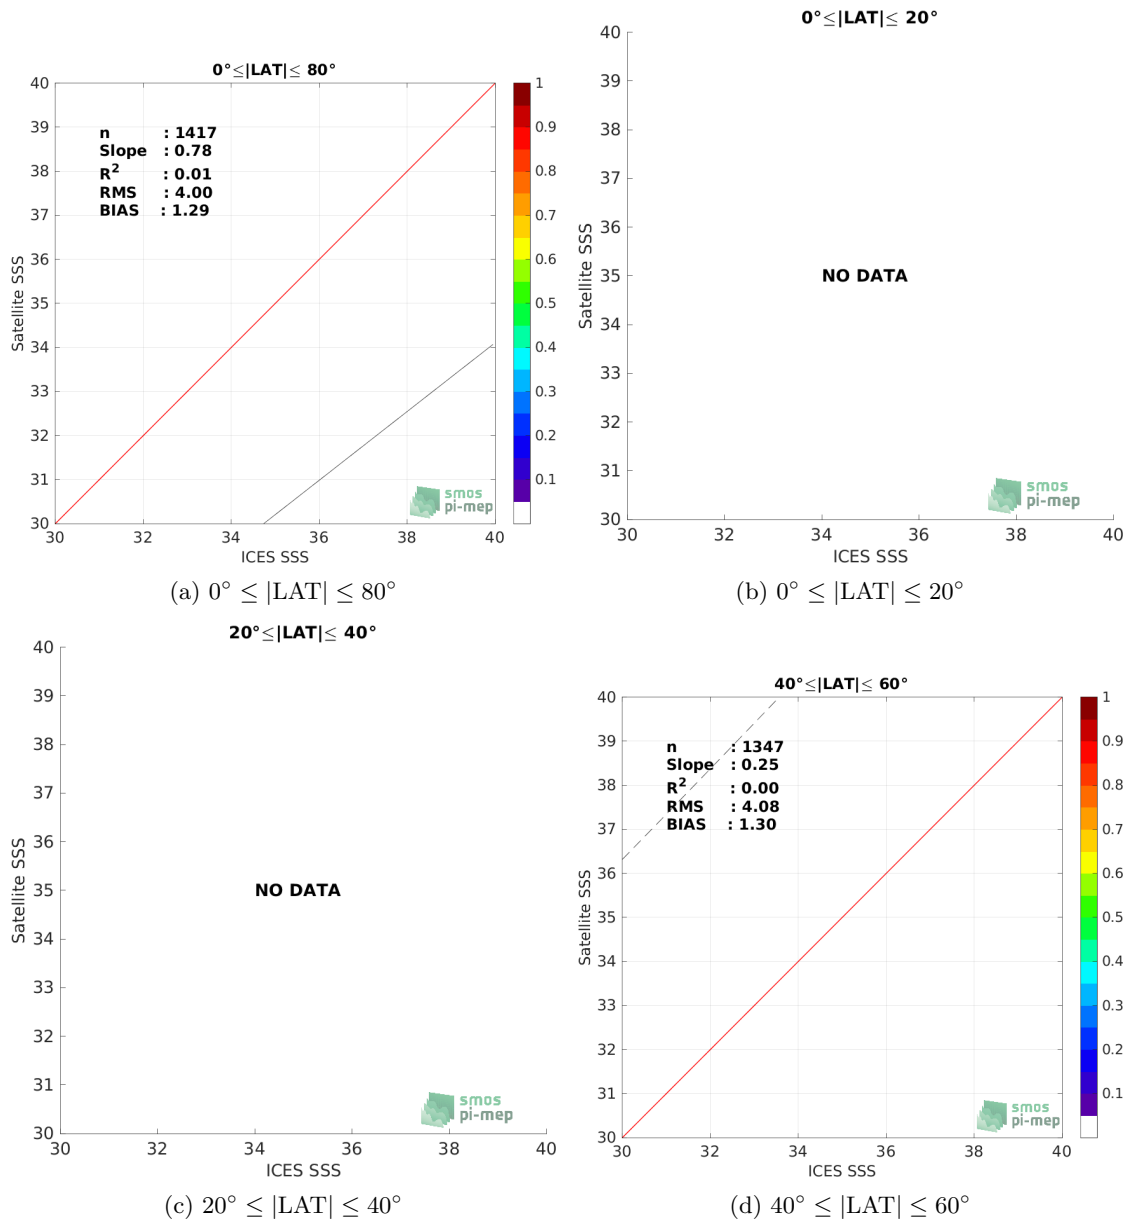 0°≤|LAT|≤ 80°
40
39
38
37
36
35
34
33
32
31
30
Satellite SSS
n : 1417
Slope : 0.78
R² : 0.01
RMS : 4.00
BIAS : 1.29
smos
pi-mep
30 32 34 36 38 40
ICES SSS
1
0.9
0.8
0.7
0.6
0.5
0.4
0.3
0.2
0.1
(a) 0° ≤ |LAT| ≤ 80°
0°≤|LAT|≤ 20°
40
39
38
37
36
35
34
33
32
31
30
Satellite SSS
NO DATA
smos
pi-mep
30 32 34 36 38 40
ICES SSS
(b) 0° ≤ |LAT| ≤ 20°
20°≤|LAT|≤ 40°
40
39
38
37
36
35
34
33
32
31
30
Satellite SSS
NO DATA
smos
pi-mep
30 32 34 36 38 40
ICES SSS
(c) 20° ≤ |LAT| ≤ 40°
40°≤|LAT|≤ 60°
40
39
38
37
36
35
34
33
32
31
30
Satellite SSS
n : 1347
Slope : 0.25
R² : 0.00
RMS : 4.08
BIAS : 1.30
smos
pi-mep
30 32 34 36 38 40
ICES SSS
1
0.9
0.8
0.7
0.6
0.5
0.4
0.3
0.2
0.1
(d) 40° ≤ |LAT| ≤ 60°